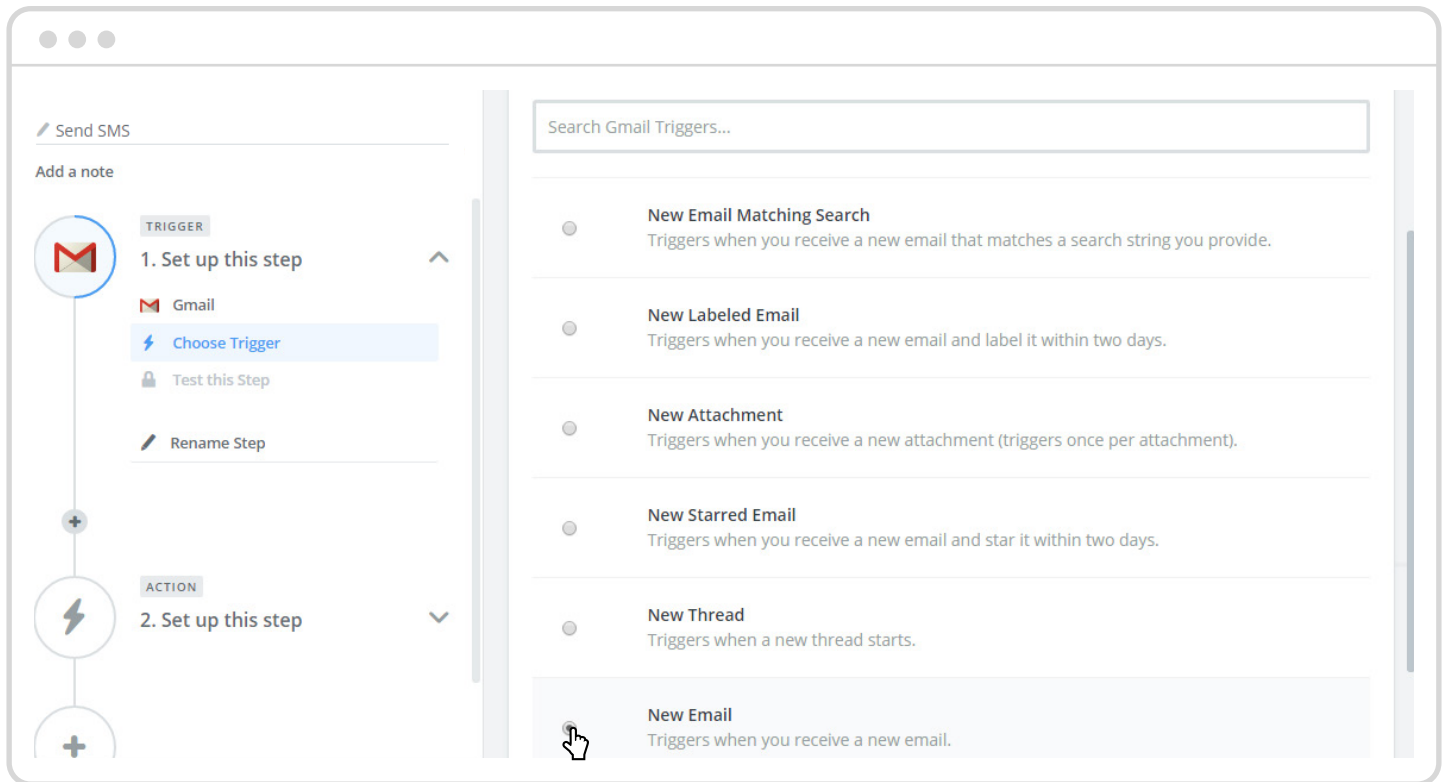 Send SMS
Add a note
TRIGGER
1. Set up this step
Gmail
Choose Trigger
Test this Step
Rename Step
ACTION
2. Set up this step
Search Gmail Triggers...
New Email Matching Search
Triggers when you receive a new email that matches a search string you provide.
New Labeled Email
Triggers when you receive a new email and label it within two days.
New Attachment
Triggers when you receive a new attachment (triggers once per attachment).
New Starred Email
Triggers when you receive a new email and star it within two days.
New Thread
Triggers when a new thread starts.
New Email
Triggers when you receive a new email.